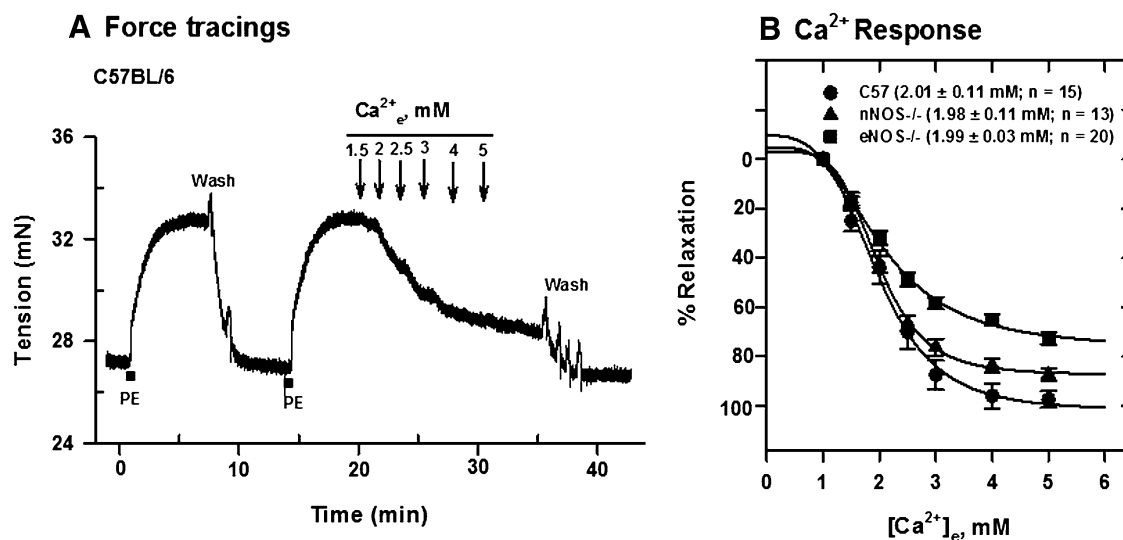 A Force tracings
C57BL/6
Ca²⁺ₑ, mM
1.5 2 2.5 3 4 5
Wash
Wash
PE
PE
36
32
28
24
Tension (mN)
0 10 20 30 40
Time (min)
B Ca²⁺ Response
C57 (2.01 ± 0.11 mM; n = 15)
nNOS-/- (1.98 ± 0.11 mM; n = 13)
eNOS-/- (1.99 ± 0.03 mM; n = 20)
0
20
40
60
80
100
% Relaxation
0 1 2 3 4 5 6
[Ca²⁺]ₑ, mM